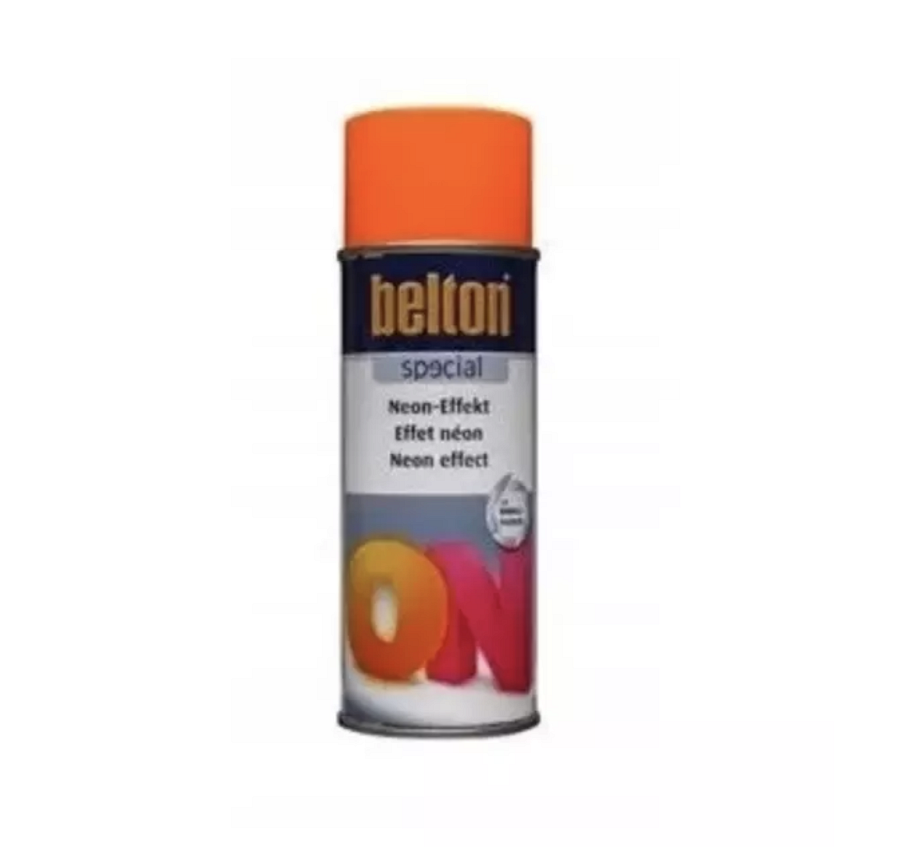 belton
special
Neon-Effekt
Effet néon
Neon effect
ON